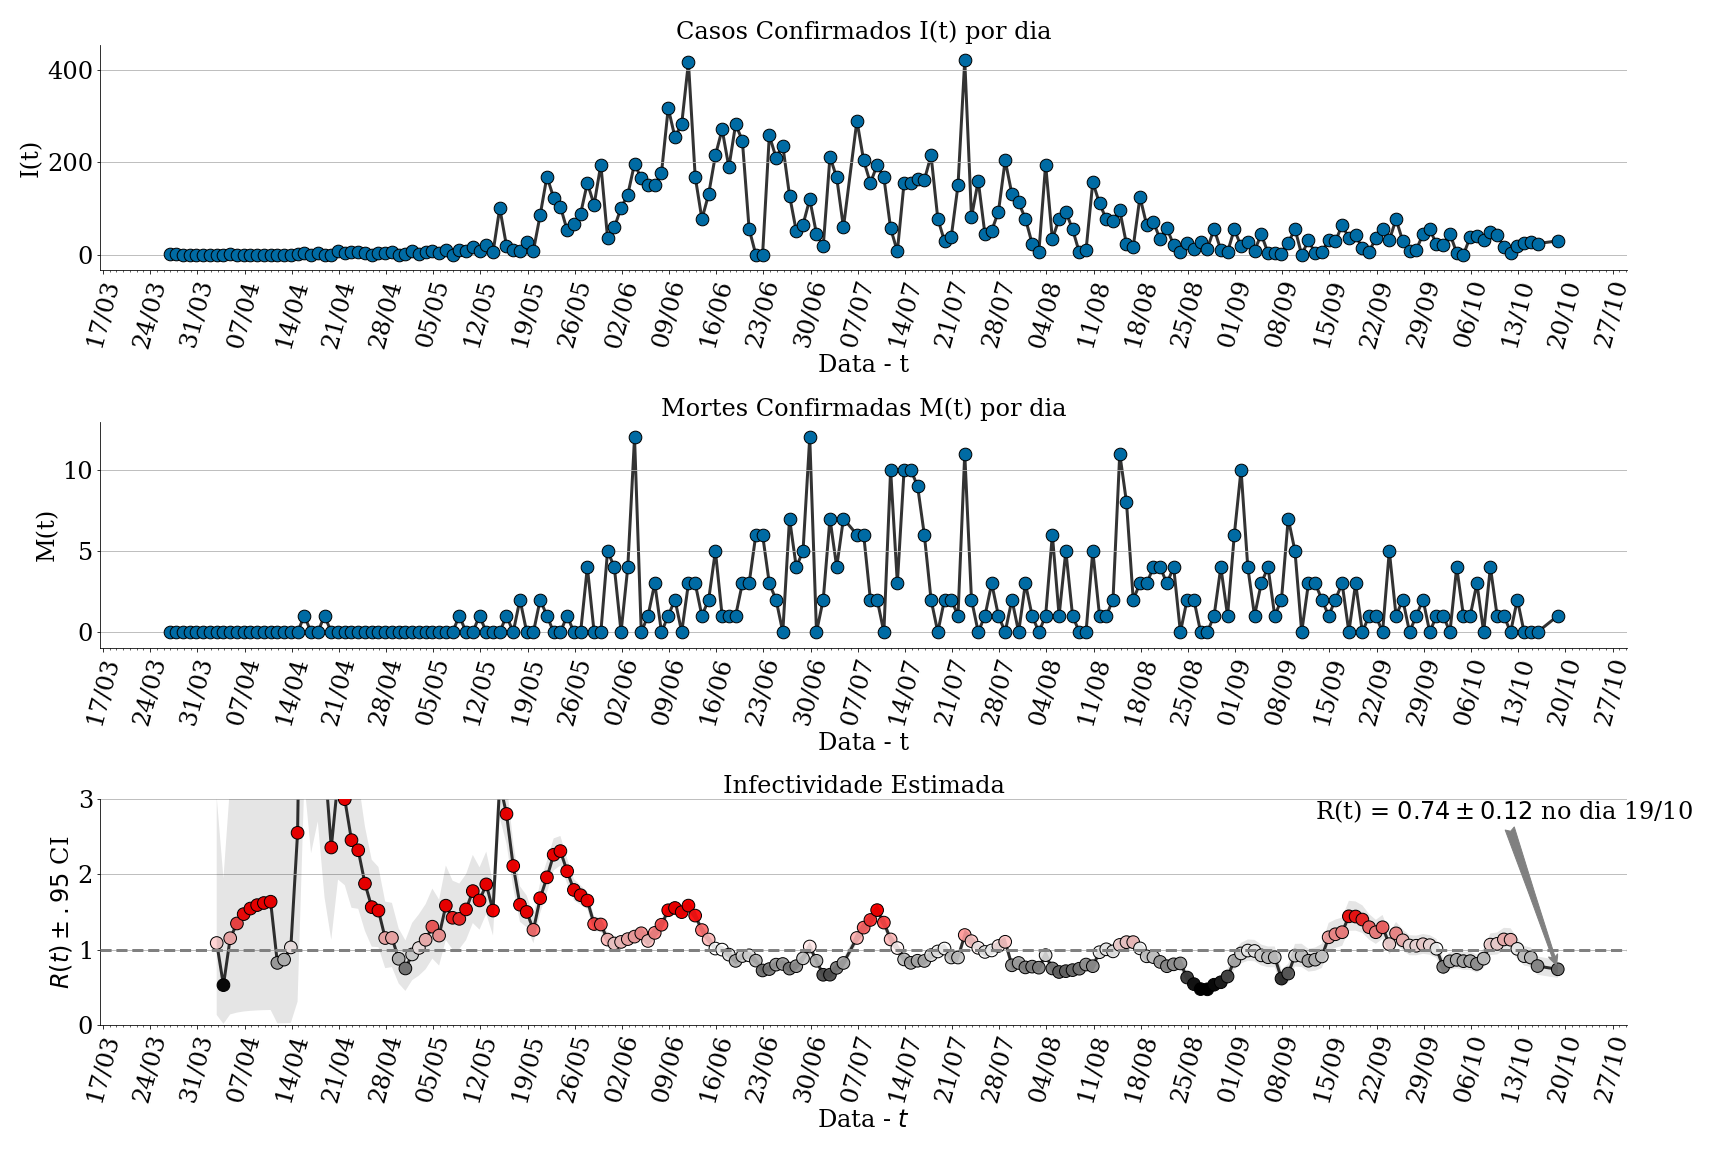 Casos Confirmados I(t) por dia
400
200
0
I(t)
17/03 24/03 31/03 07/04 14/04 21/04 28/04 05/05 12/05 19/05 26/05 02/06 09/06 16/06 23/06 30/06 07/07 14/07 21/07 28/07 04/08 11/08 18/08 25/08 01/09 08/09 15/09 22/09 29/09 06/10 13/10 20/10 27/10
Data - t
Mortes Confirmadas M(t) por dia
10
5
0
M(t)
17/03 24/03 31/03 07/04 14/04 21/04 28/04 05/05 12/05 19/05 26/05 02/06 09/06 16/06 23/06 30/06 07/07 14/07 21/07 28/07 04/08 11/08 18/08 25/08 01/09 08/09 15/09 22/09 29/09 06/10 13/10 20/10 27/10
Data - t
Infectividade Estimada
3
2
1
0
R(t) ± .95 CI
R(t) = 0.74 ± 0.12 no dia 19/10
17/03 24/03 31/03 07/04 14/04 21/04 28/04 05/05 12/05 19/05 26/05 02/06 09/06 16/06 23/06 30/06 07/07 14/07 21/07 28/07 04/08 11/08 18/08 25/08 01/09 08/09 15/09 22/09 29/09 06/10 13/10 20/10 27/10
Data - t